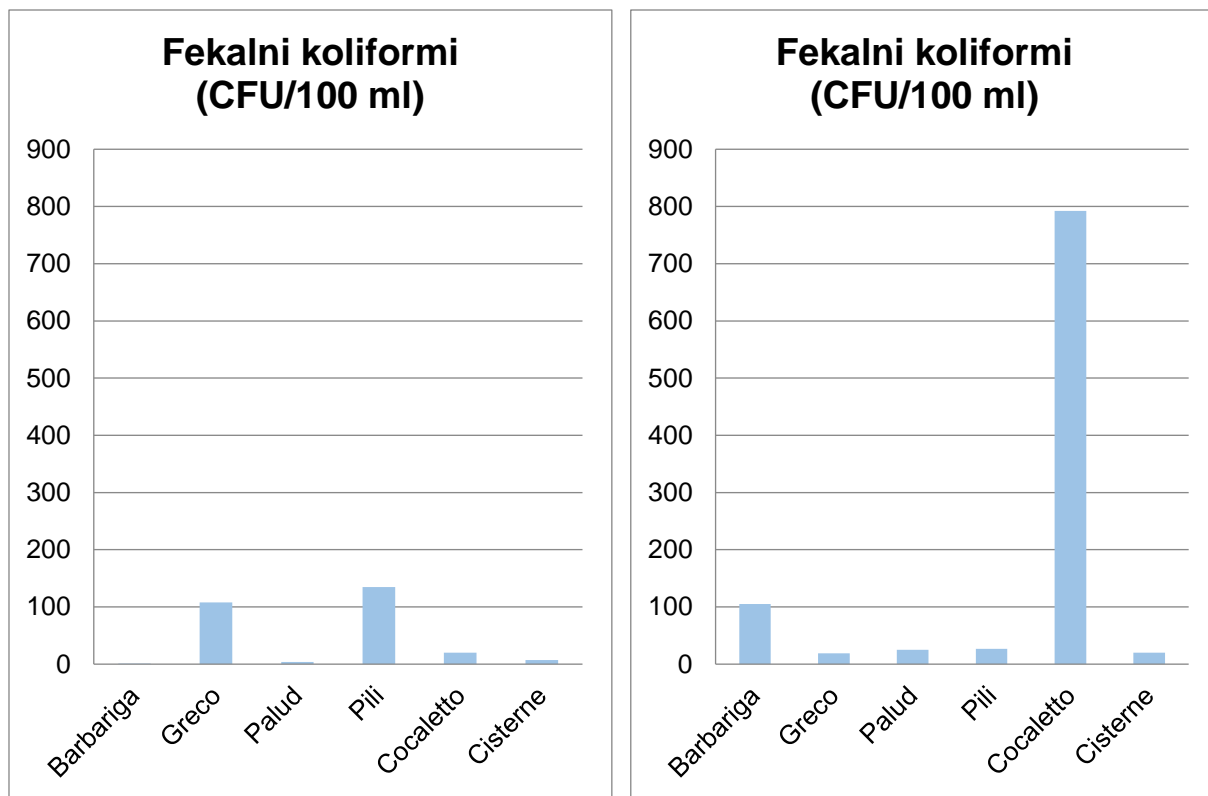 Fekalni koliformi
(CFU/100 ml)
900
800
700
600
500
400
300
200
100
0
Barbariga
Greco
Palud
Pili
Cocaletto
Cisterne
Fekalni koliformi
(CFU/100 ml)
900
800
700
600
500
400
300
200
100
0
Barbariga
Greco
Palud
Pili
Cocaletto
Cisterne